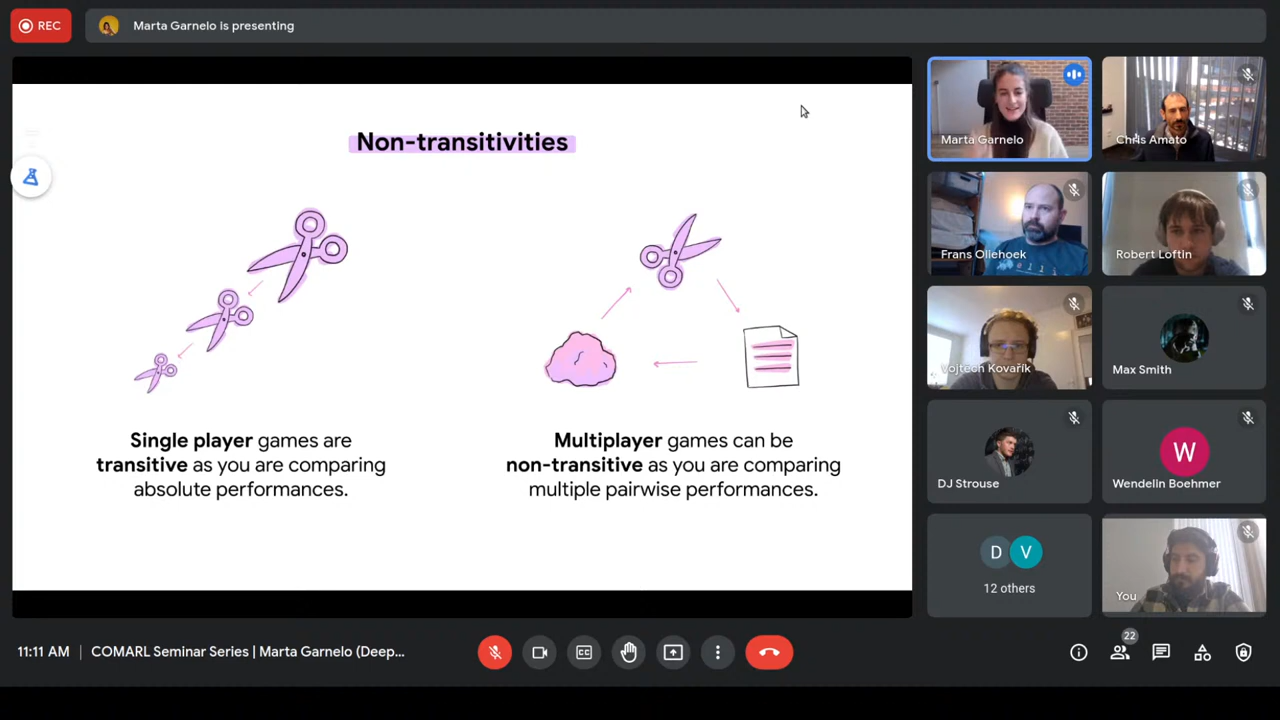 REC
Marta Garnelo is presenting
Non-transitivities
Single player games are
transitive as you are comparing
absolute performances.
Multiplayer games can be
non-transitive as you are comparing
multiple pairwise performances.
Marta Garnelo
Chris Amato
Frans Oliehoek
Robert Loftin
Vojtěch Kovařík
Max Smith
DJ Strouse
W
Wendelin Boehmer
D V
12 others
You
11:11 AM | COMARL Seminar Series | Marta Garnelo (Deep...
CC
22